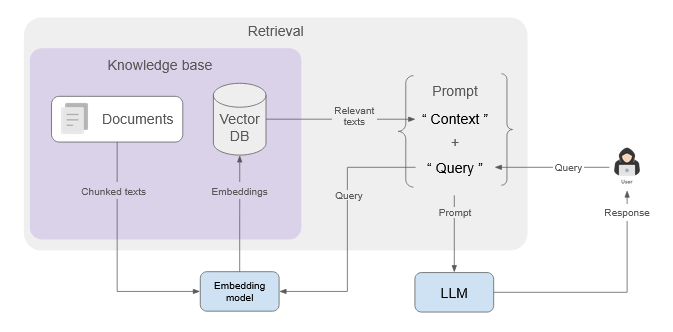 Retrieval
Knowledge base
Documents
Vector
DB
Relevant
texts
Prompt
“ Context ”
+
“ Query ”
Query
User
Chunked texts
Embeddings
Query
Prompt
Response
Embedding
model
LLM